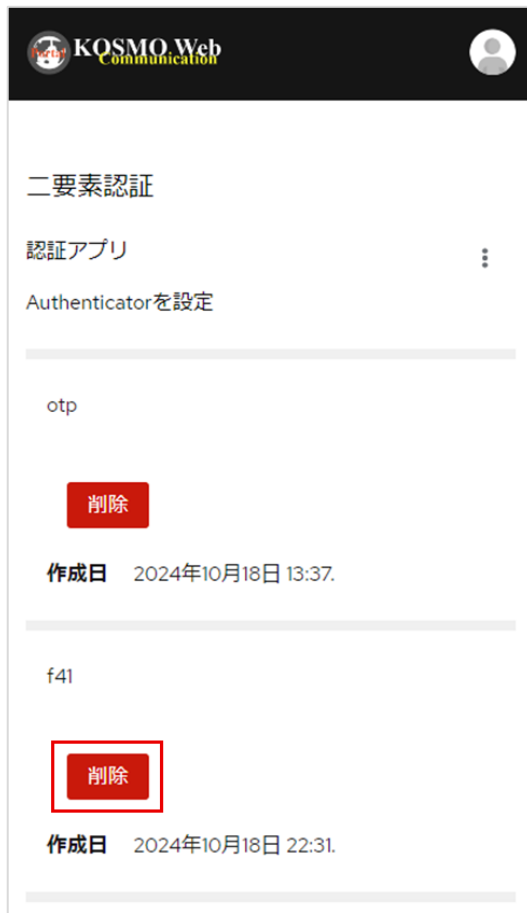 Portal
KOSMO Web
Communication
二要素認証
認証アプリ
Authenticatorを設定
otp
削除
作成日 2024年10月18日 13:37.
f41
削除
作成日 2024年10月18日 22:31.